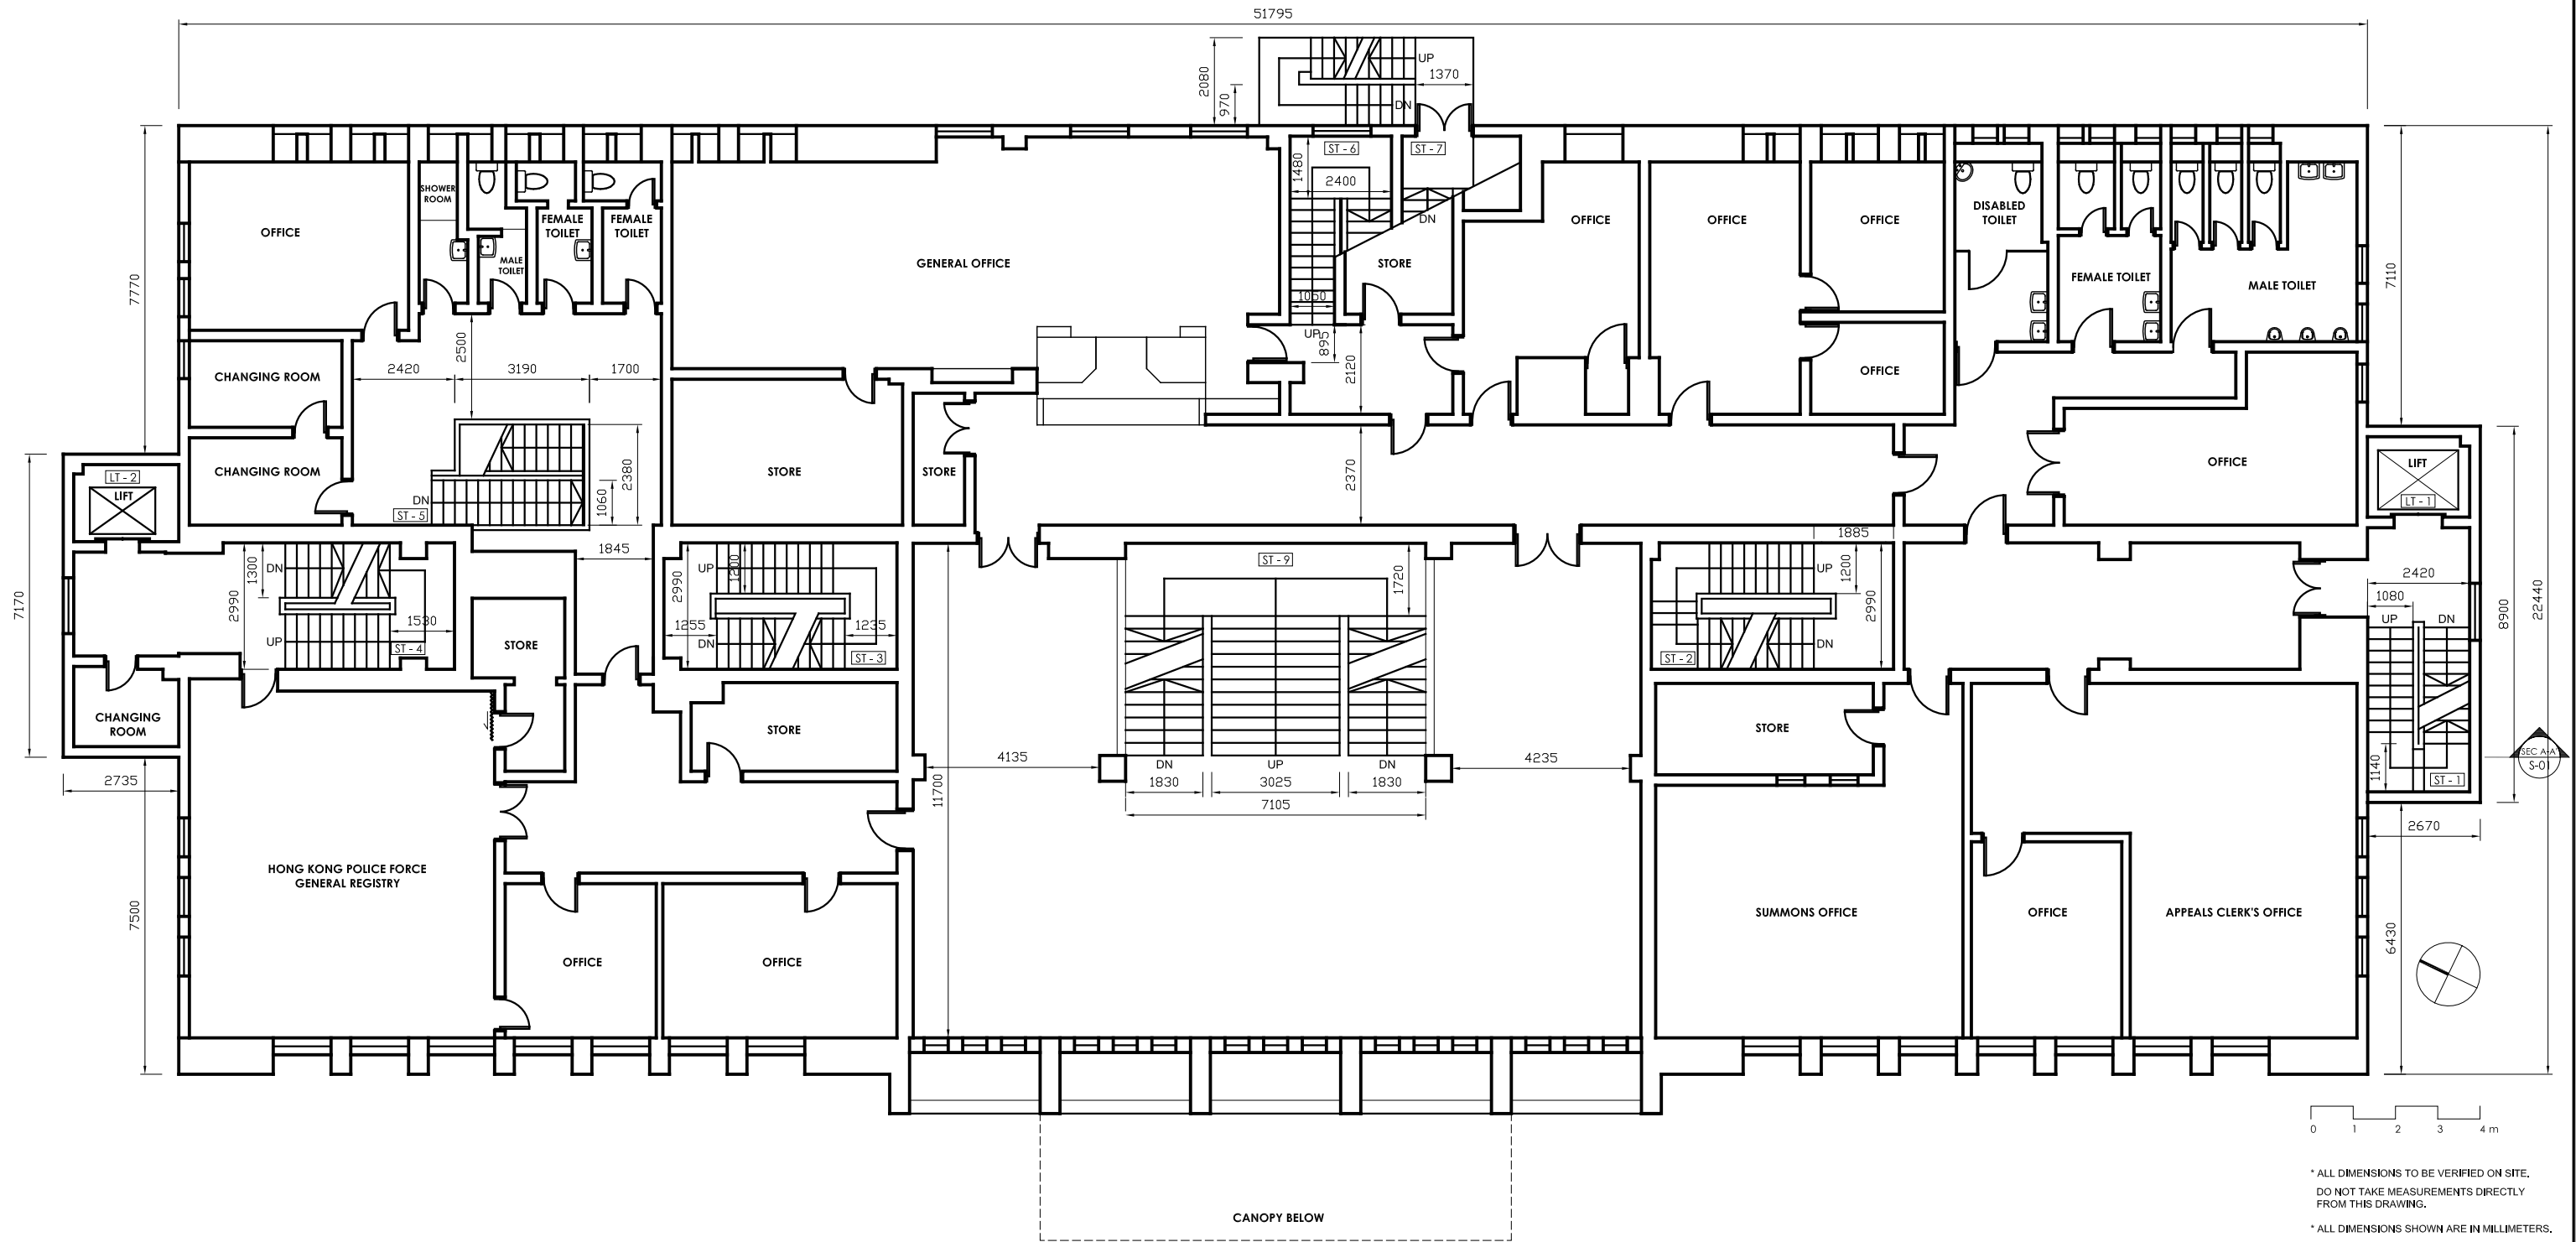 51795
2080
970
UP
1370
DN
7770
7110
22440
ST - 6
ST - 7
1480
2400
DN
1050
UP
895
2120
OFFICE
SHOWER
ROOM
MALE
TOILET
FEMALE
TOILET
FEMALE
TOILET
GENERAL OFFICE
STORE
OFFICE
OFFICE
OFFICE
OFFICE
DISABLED
TOILET
FEMALE TOILET
MALE TOILET
2500
2420
3190
1700
CHANGING ROOM
CHANGING ROOM
2380
1060
DN
ST - 5
STORE
STORE
2370
OFFICE
LT - 2
LIFT
LIFT
LT - 1
7170
1300
2990
DN
UP
1530
ST - 4
1845
2990
UP
1200
1255
DN
1235
ST - 3
ST - 9
1720
1885
UP
1200
2990
DN
ST - 2
2420
1080
UP
DN
8900
1140
ST - 1
SEC A-A'
S-01
STORE
CHANGING
ROOM
STORE
STORE
2735
4135
DN
UP
DN
1830
3025
1830
7105
4235
11700
2670
7500
6430
HONG KONG POLICE FORCE
GENERAL REGISTRY
OFFICE
OFFICE
SUMMONS OFFICE
OFFICE
APPEALS CLERK'S OFFICE
0 1 2 3 4 m
* ALL DIMENSIONS TO BE VERIFIED ON SITE.
DO NOT TAKE MEASUREMENTS DIRECTLY
FROM THIS DRAWING.
* ALL DIMENSIONS SHOWN ARE IN MILLIMETERS.
CANOPY BELOW